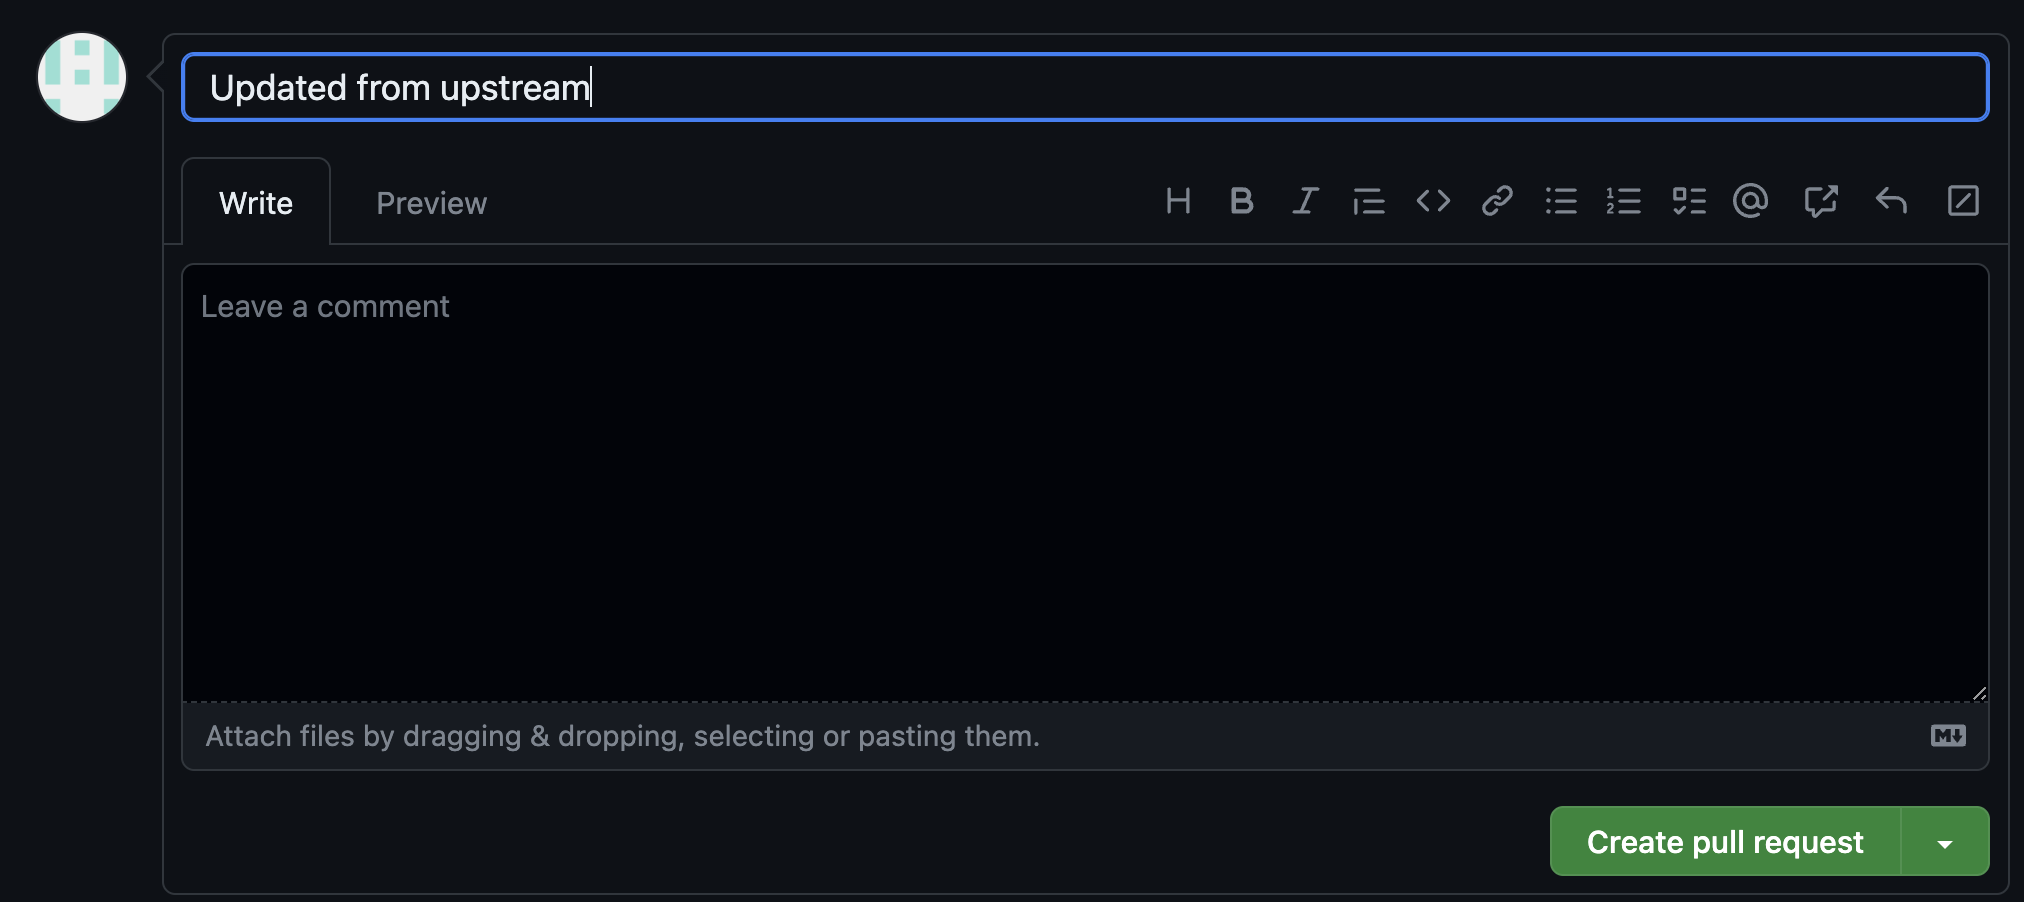 Updated from upstream
Write Preview
Leave a comment
Attach files by dragging & dropping, selecting or pasting them.
Create pull request